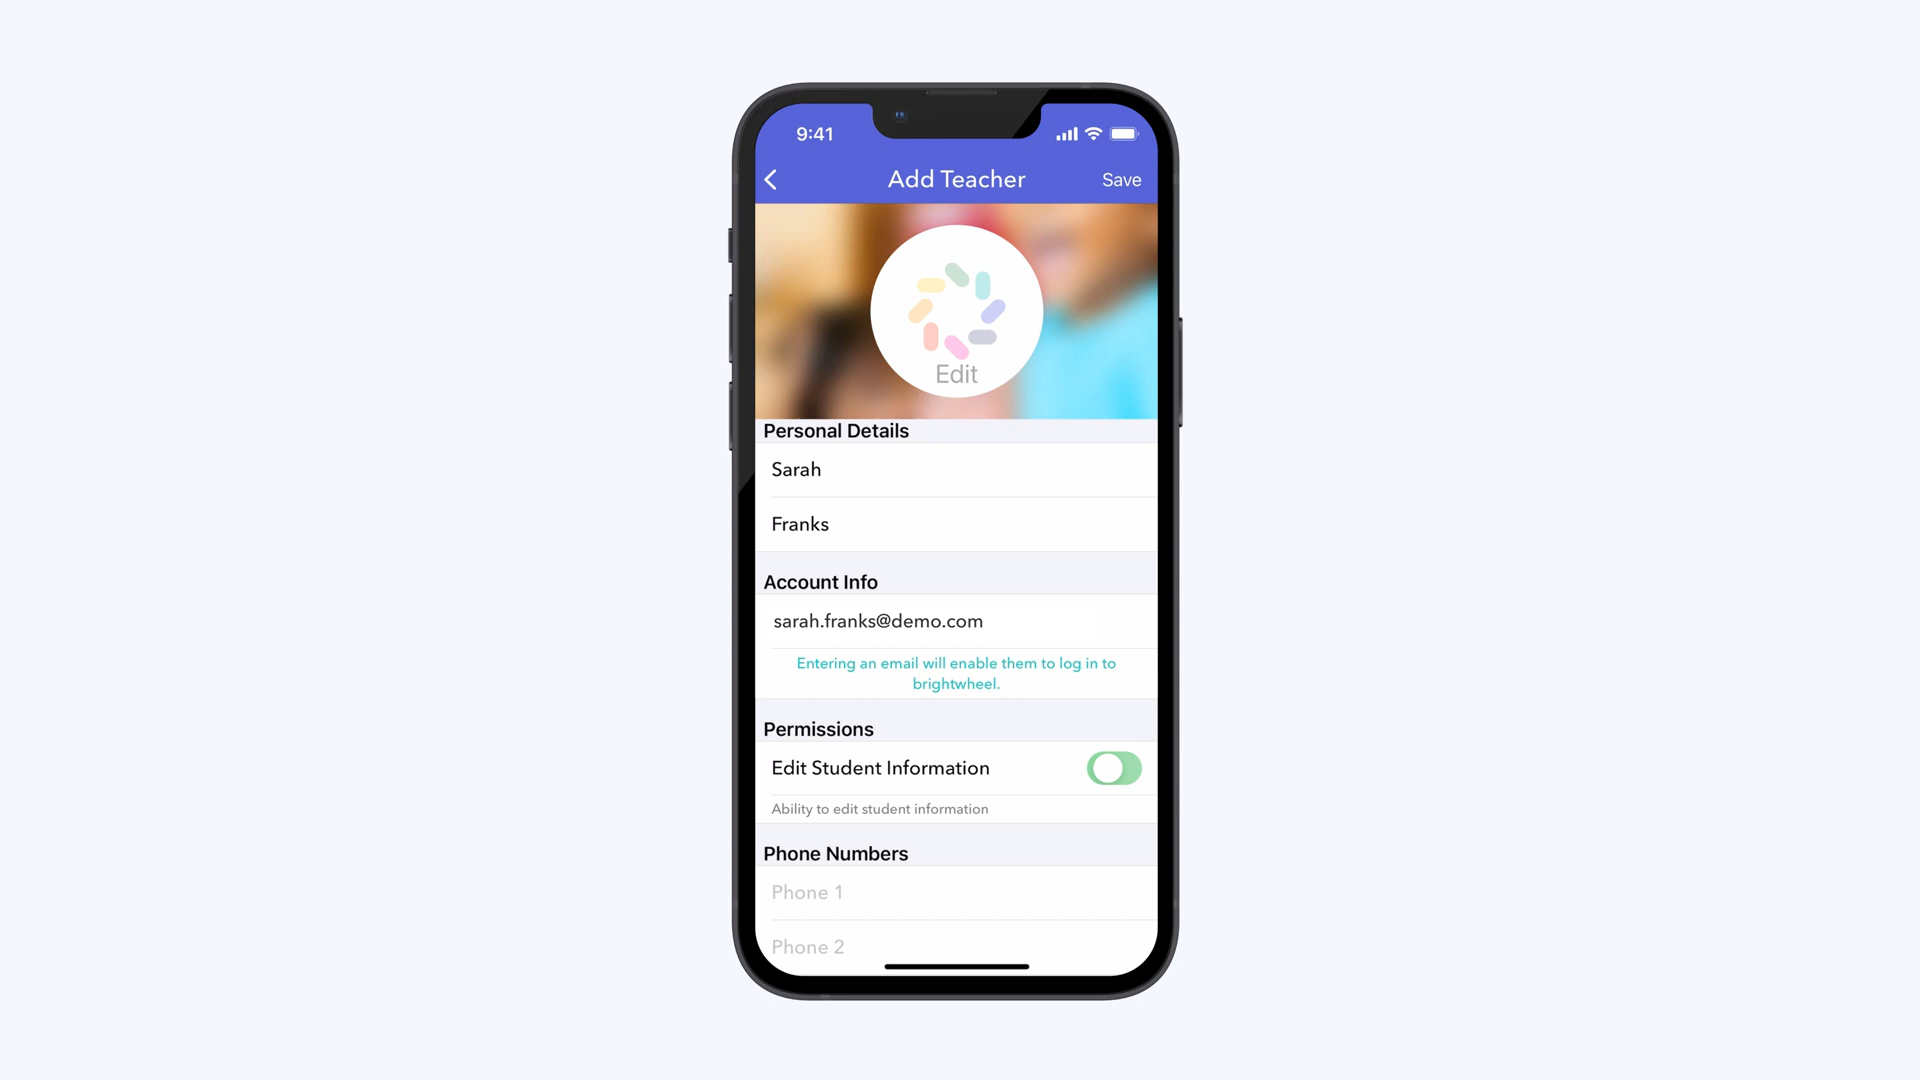 9:41
Add Teacher
Save
Edit
Personal Details
Sarah
Franks
Account Info
sarah.franks@demo.com
Entering an email will enable them to log in to
brightwheel.
Permissions
Edit Student Information
Ability to edit student information
Phone Numbers
Phone 1
Phone 2